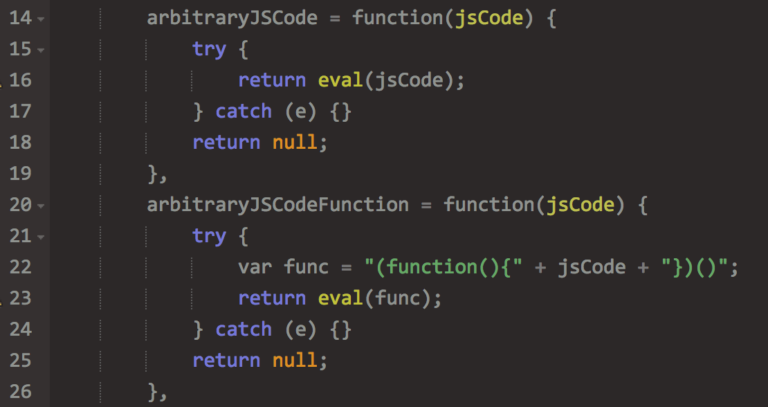 14 arbitraryJSCode = function(jsCode) {
15 try {
16 return eval(jsCode);
17 } catch (e) {}
18 return null;
19 },
20 arbitraryJSCodeFunction = function(jsCode) {
21 try {
22 var func = "(function(){" + jsCode + "})()";
23 return eval(func);
24 } catch (e) {}
25 return null;
26 },